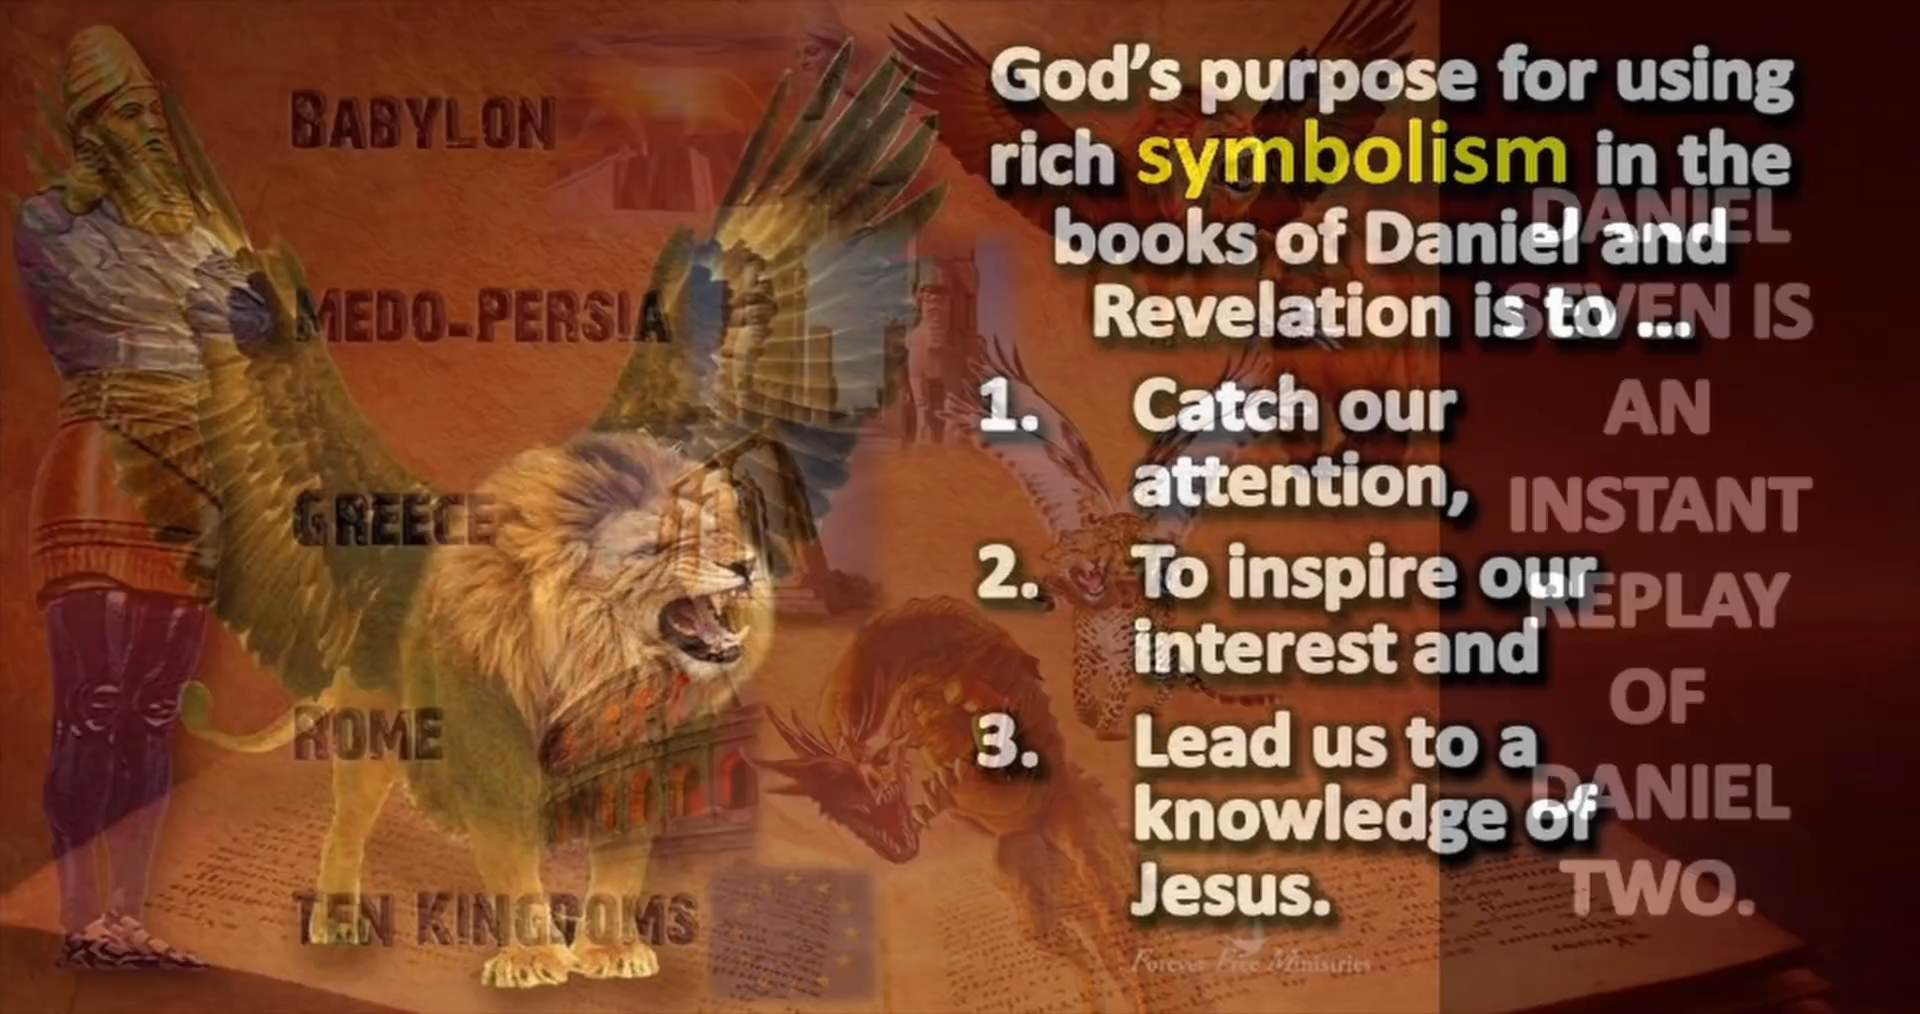 BABYLON
MEDO-PERSIA
GREECE
ROME
TEN KINGDOMS
God's purpose for using
rich symbolism in the
books of Daniel and
Revelation is to ...
1. Catch our
attention,
2. To inspire our
interest and
3. Lead us to a
knowledge of
Jesus.
DANIEL
SEVEN IS
AN
INSTANT
REPLAY
OF
DANIEL
TWO.
Forever Free Ministries